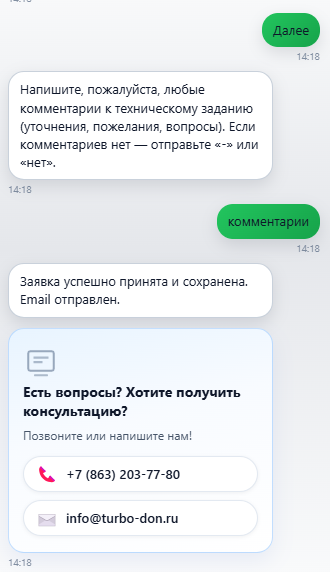 14:18
Далее
14:18
Напишите, пожалуйста, любые
комментарии к техническому заданию
(уточнения, пожелания, вопросы). Если
комментариев нет — отправьте «-» или
«нет».
14:18
комментарии
14:18
Заявка успешно принята и сохранена.
Email отправлен.
Есть вопросы? Хотите получить
консультацию?
Позвоните или напишите нам!
+7 (863) 203-77-80
info@turbo-don.ru
14:18